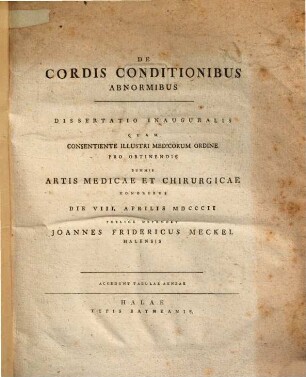 DE
CORDIS CONDITIONIBUS
ABNORMIBUS
DISSERTATIO INAUGURALIS
QUAM
CONSENTIENTE ILLUSTRI MEDICORUM ORDINE
PRO OBTINENDIS
SUMMIS
ARTIS MEDICAE ET CHIRURGICAE
HONORIBUS
DIE VIII. APRILIS MDCCCII
PUBLICE DEFENDET
JOANNES FRIDERICUS MECKEL
HALENSIS
ACCEDUNT TABULAE AENEAE
HALAE
TYPIS BATHEANIS.